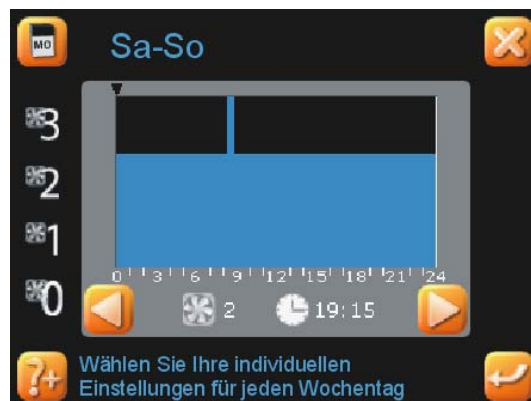 MO
Sa-So
3
2
1
0
0 3 6 9 12 15 18 21 24
2 19:15
?+
Wählen Sie Ihre individuellen
Einstellungen für jeden Wochentag